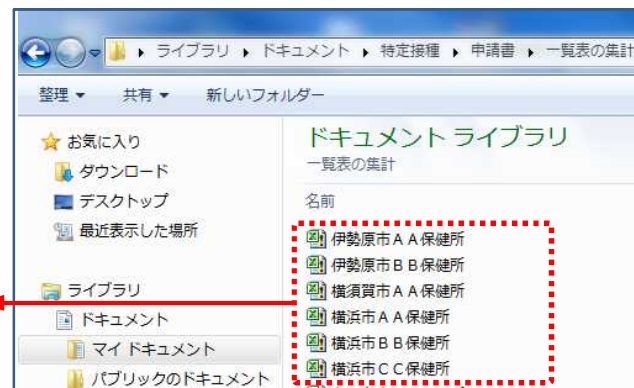 ライブラリ ▸ ドキュメント ▸ 特定接種 ▸ 申請書 ▸ 一覧表の集計
整理 ▼ 共有 ▼ 新しいフォルダー
お気に入り
ダウンロード
デスクトップ
最近表示した場所
ライブラリ
ドキュメント
マイ ドキュメント
パブリックのドキュメント
ドキュメント ライブラリ
一覧表の集計
名前
伊勢原市ＡＡ保健所
伊勢原市ＢＢ保健所
横須賀市ＡＡ保健所
横浜市ＡＡ保健所
横浜市ＢＢ保健所
横浜市ＣＣ保健所